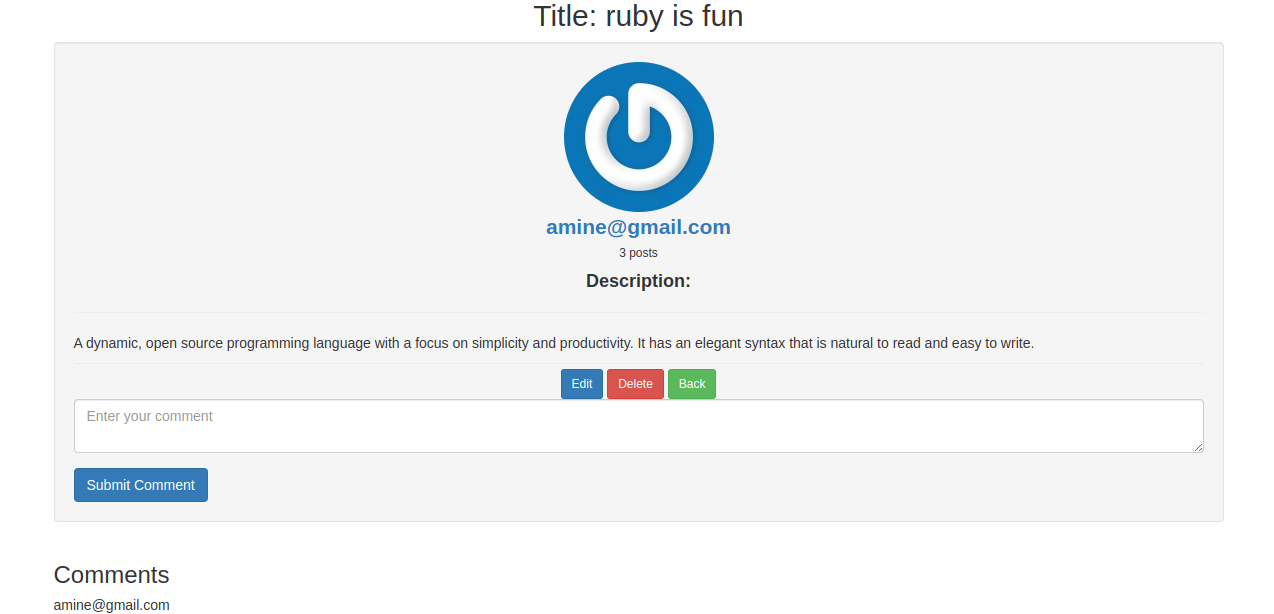 Title: ruby is fun
amine@gmail.com
3 posts
Description:
A dynamic, open source programming language with a focus on simplicity and productivity. It has an elegant syntax that is natural to read and easy to write.
Edit Delete Back
Enter your comment
Submit Comment
Comments
amine@gmail.com